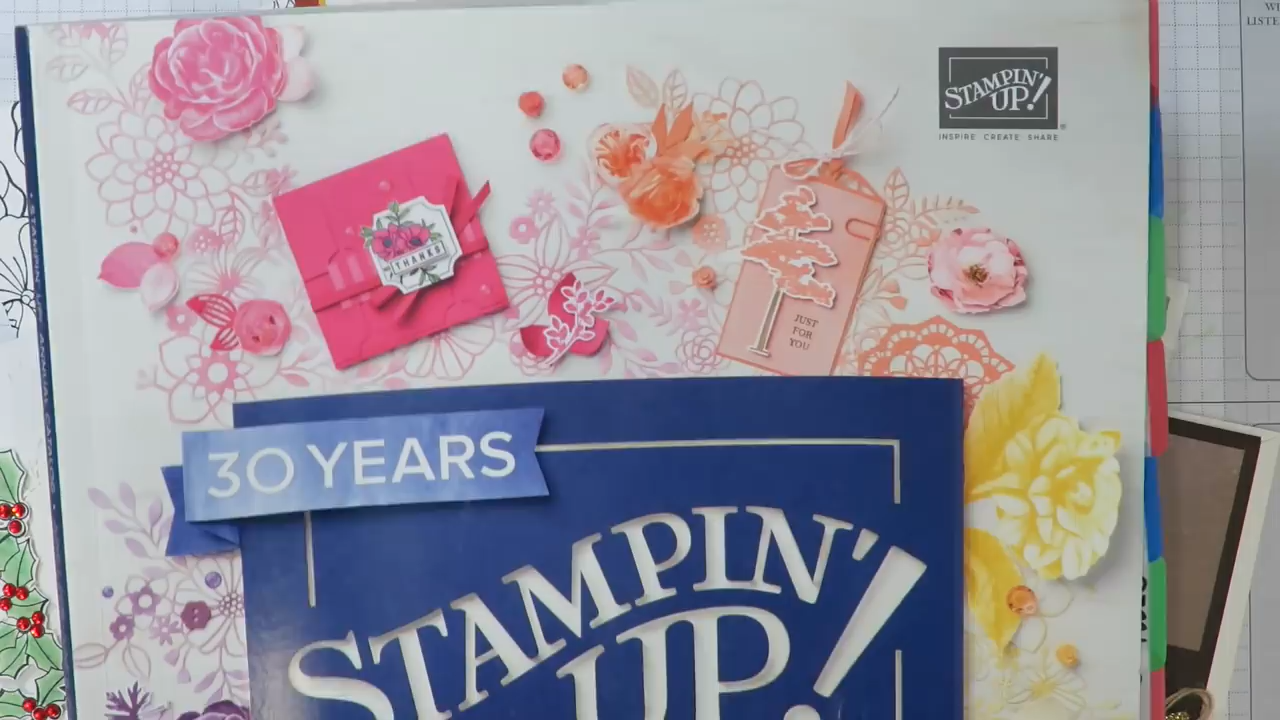 STAMPIN'
UP!®
INSPIRE CREATE SHARE
THANKS
JUST
FOR
YOU
30 YEARS
STAMPIN'
UP!